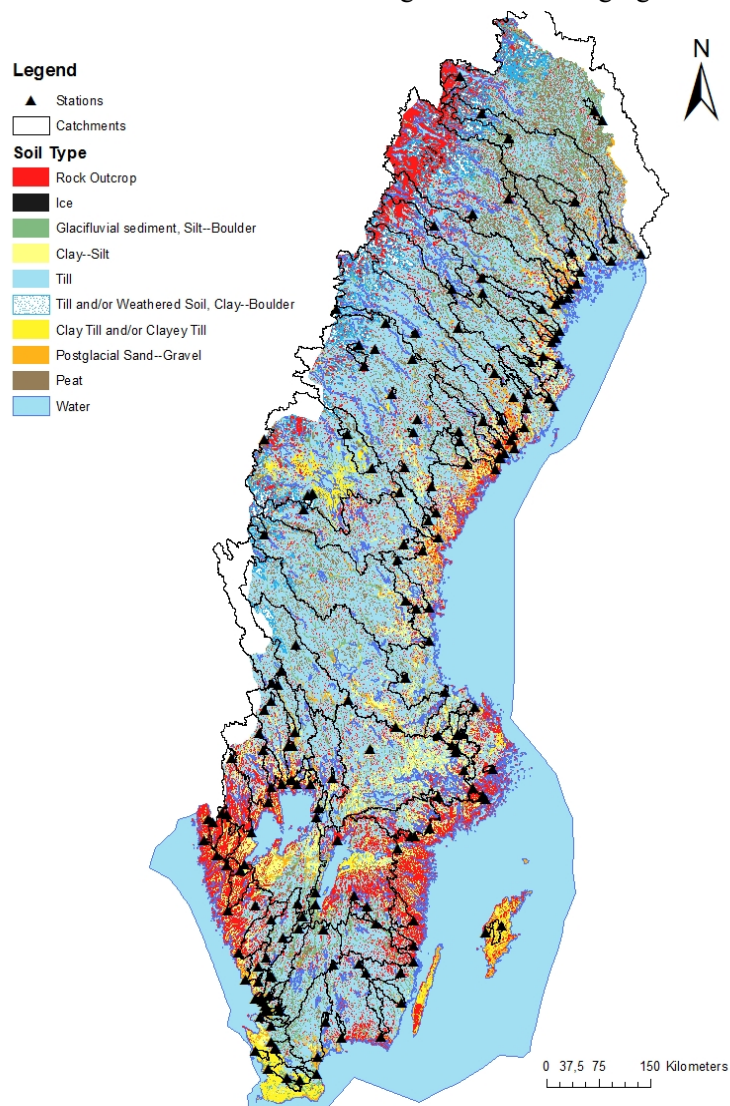 Legend
Stations
Catchments
Soil Type
Rock Outcrop
Ice
Glacifluvial sediment, Silt--Boulder
Clay--Silt
Till
Till and/or Weathered Soil, Clay--Boulder
Clay Till and/or Clayey Till
Postglacial Sand--Gravel
Peat
Water
N
0 37,5 75 150 Kilometers